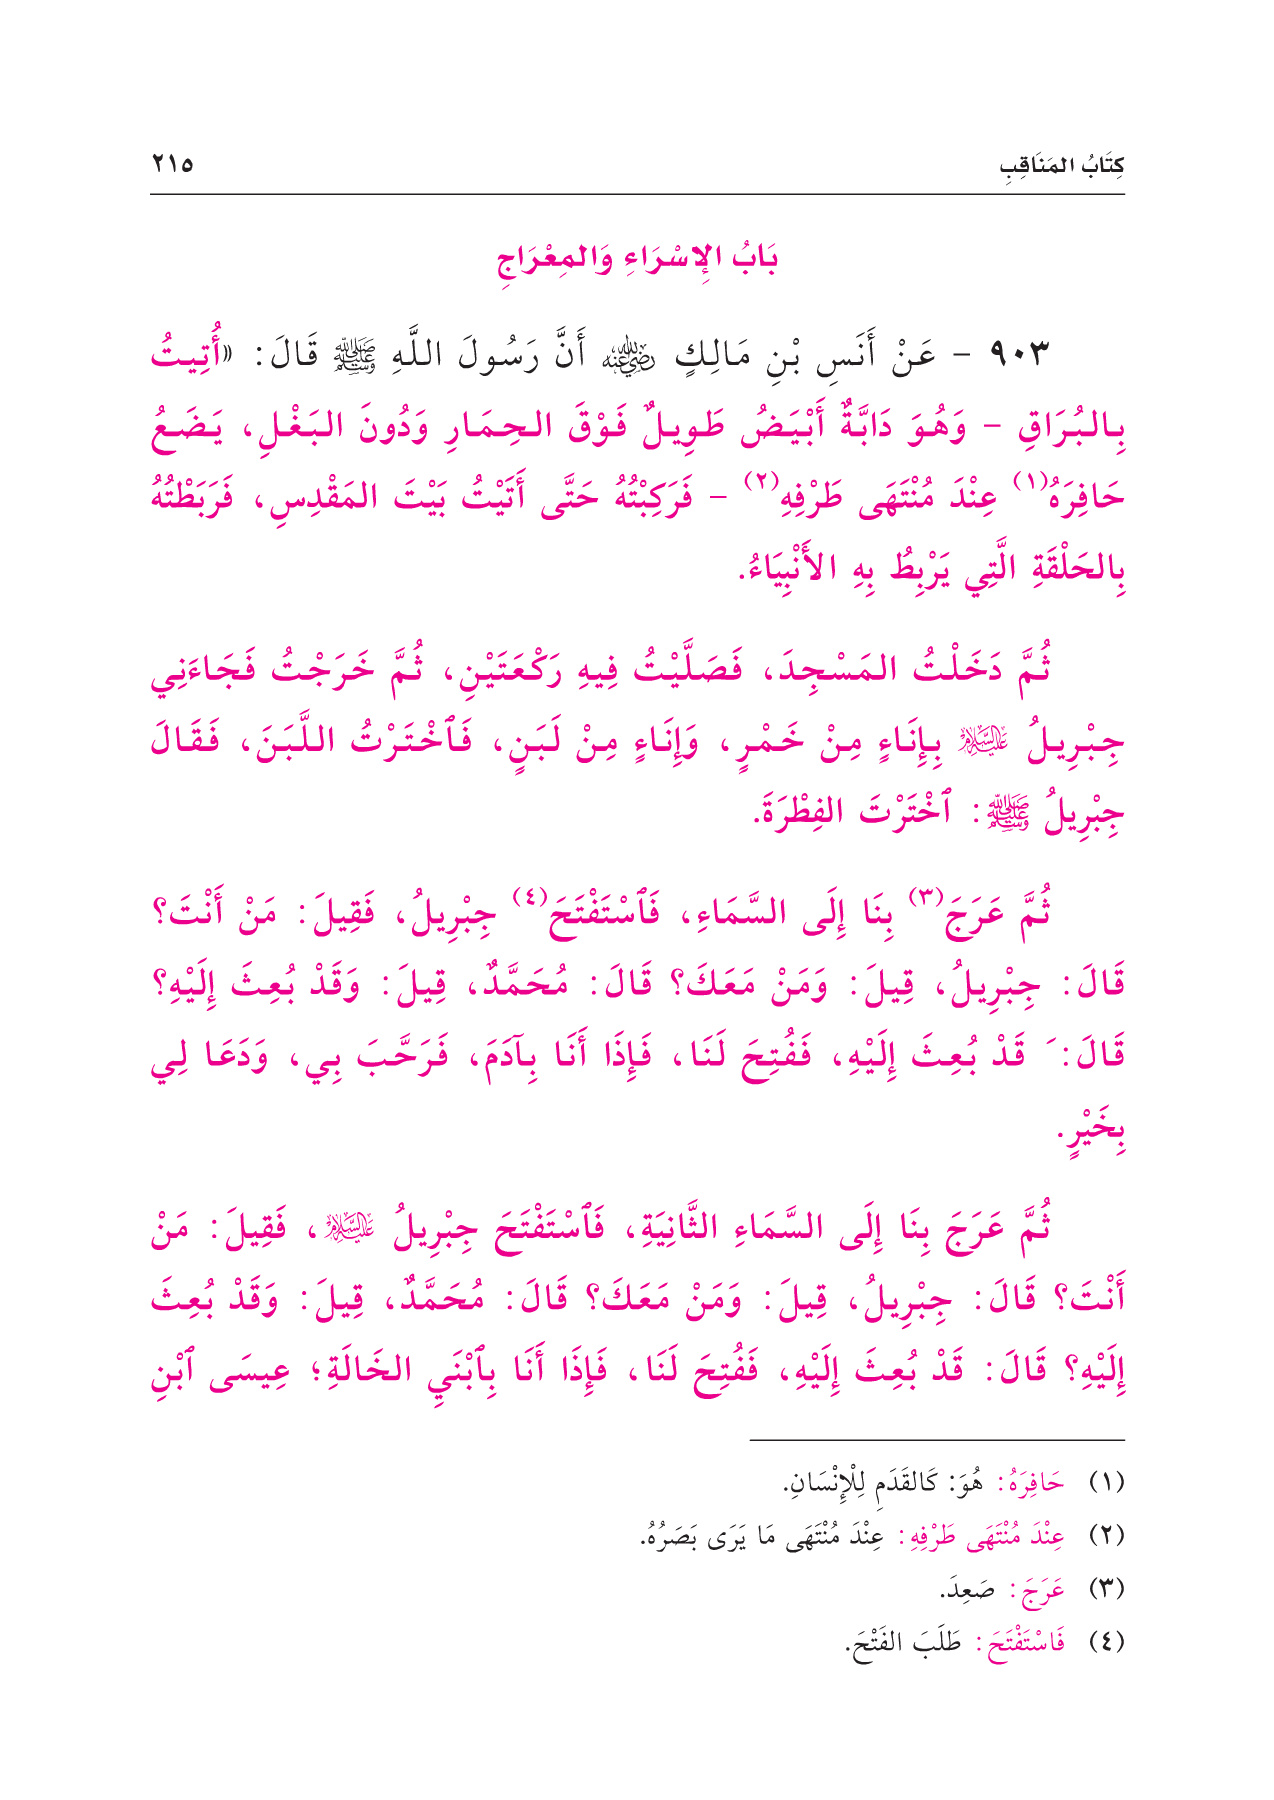 كِتَابُ المَنَاقِبِ ٢١٥
بَابُ الإِسْرَاءِ وَالمِعْرَاجِ
٩٠٣ - عَنْ أَنَسِ بْنِ مَالِكٍ رضي الله عنه أَنَّ رَسُولَ اللَّهِ ﷺ قَالَ: «أُتِيتُ
بِالبُرَاقِ - وَهُوَ دَابَّةٌ أَبْيَضُ طَوِيلٌ فَوْقَ الحِمَارِ وَدُونَ البَغْلِ، يَضَعُ
حَافِرَهُ(١) عِنْدَ مُنْتَهَى طَرْفِهِ(٢) - فَرَكِبْتُهُ حَتَّى أَتَيْتُ بَيْتَ المَقْدِسِ، فَرَبَطْتُهُ
بِالحَلْقَةِ الَّتِي يَرْبِطُ بِهِ الأَنْبِيَاءُ.
ثُمَّ دَخَلْتُ المَسْجِدَ، فَصَلَّيْتُ فِيهِ رَكْعَتَيْنِ، ثُمَّ خَرَجْتُ فَجَاءَنِي
جِبْرِيلُ عليه السلام بِإِنَاءٍ مِنْ خَمْرٍ، وَإِنَاءٍ مِنْ لَبَنٍ، فَٱخْتَرْتُ اللَّبَنَ، فَقَالَ
جِبْرِيلُ ﷺ: ٱخْتَرْتَ الفِطْرَةَ.
ثُمَّ عَرَجَ(٣) بِنَا إِلَى السَّمَاءِ، فَٱسْتَفْتَحَ(٤) جِبْرِيلُ، فَقِيلَ: مَنْ أَنْتَ؟
قَالَ: جِبْرِيلُ، قِيلَ: وَمَنْ مَعَكَ؟ قَالَ: مُحَمَّدٌ، قِيلَ: وَقَدْ بُعِثَ إِلَيْهِ؟
قَالَ: َ قَدْ بُعِثَ إِلَيْهِ، فَفُتِحَ لَنَا، فَإِذَا أَنَا بِآدَمَ، فَرَحَّبَ بِي، وَدَعَا لِي
بِخَيْرٍ.
ثُمَّ عَرَجَ بِنَا إِلَى السَّمَاءِ الثَّانِيَةِ، فَٱسْتَفْتَحَ جِبْرِيلُ عليه السلام، فَقِيلَ: مَنْ
أَنْتَ؟ قَالَ: جِبْرِيلُ، قِيلَ: وَمَنْ مَعَكَ؟ قَالَ: مُحَمَّدٌ، قِيلَ: وَقَدْ بُعِثَ
إِلَيْهِ؟ قَالَ: قَدْ بُعِثَ إِلَيْهِ، فَفُتِحَ لَنَا، فَإِذَا أَنَا بِٱبْنَيِ الخَالَةِ؛ عِيسَى ٱبْنِ
(١) حَافِرَهُ: هُوَ: كَالقَدَمِ لِلْإِنْسَانِ.
(٢) عِنْدَ مُنْتَهَى طَرْفِهِ: عِنْدَ مُنْتَهَى مَا يَرَى بَصَرُهُ.
(٣) عَرَجَ: صَعِدَ.
(٤) فَاسْتَفْتَحَ: طَلَبَ الفَتْحَ.